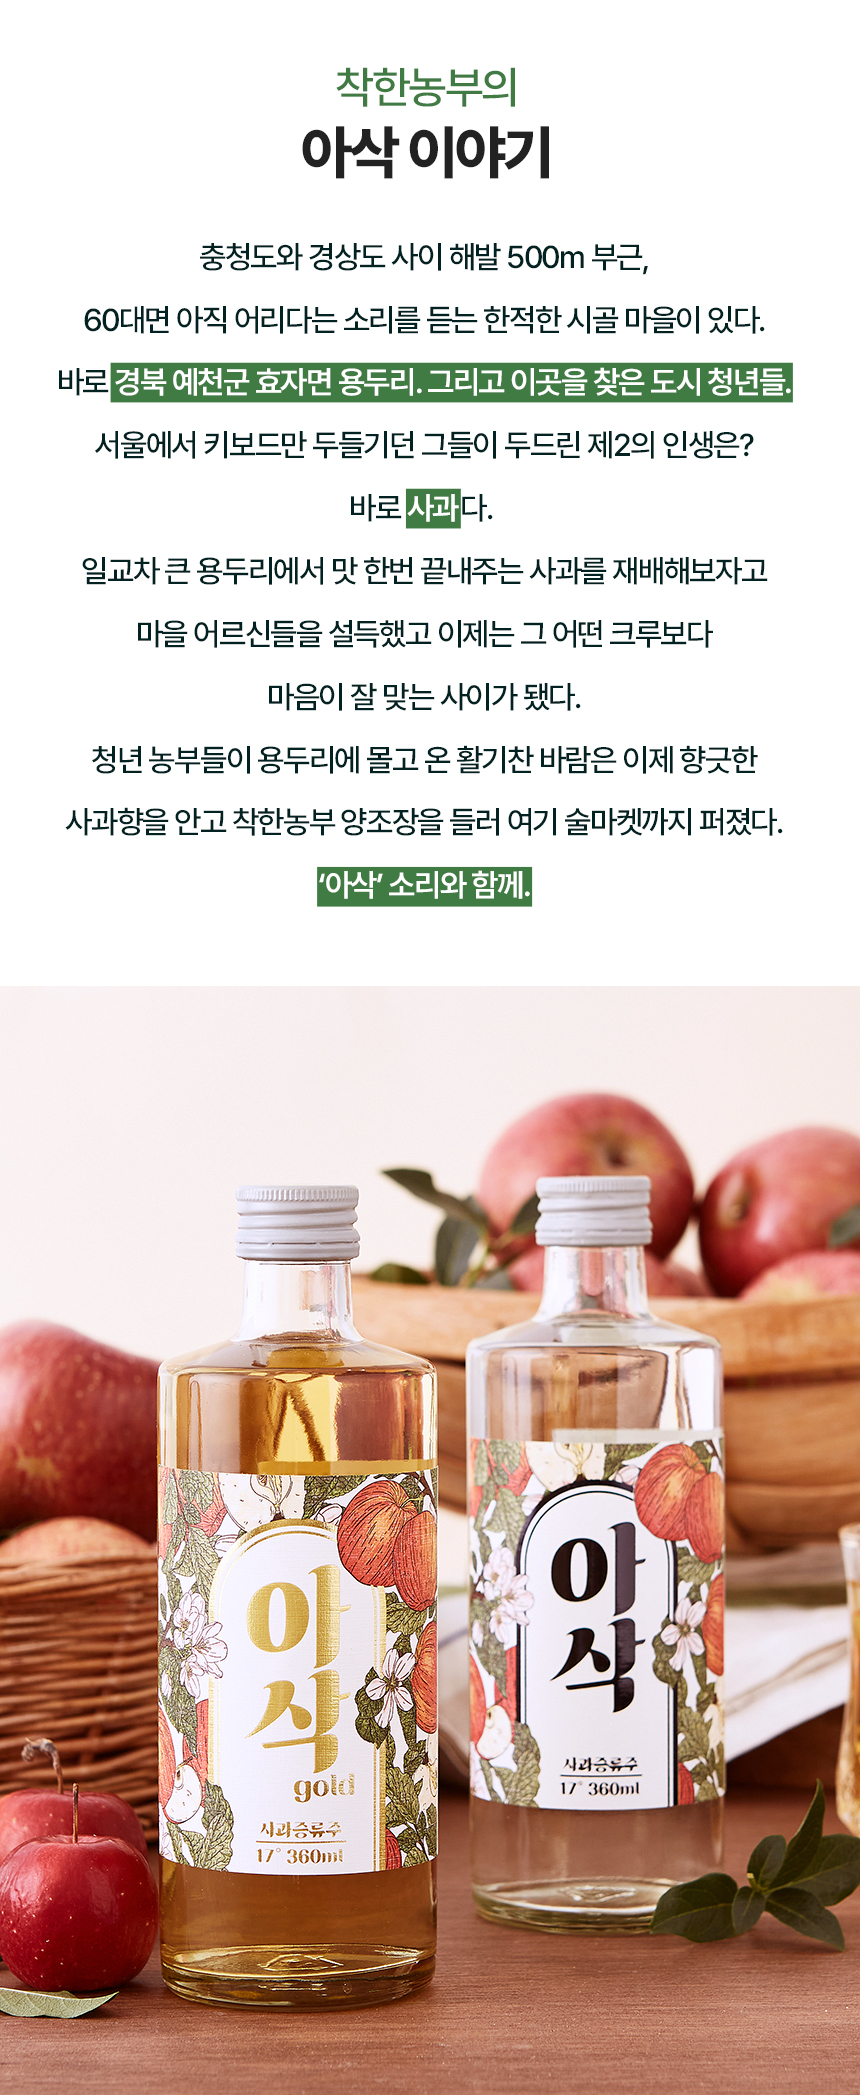 착한농부의
아삭 이야기
충청도와 경상도 사이 해발 500m 부근,
60대면 아직 어리다는 소리를 듣는 한적한 시골 마을이 있다.
바로 경북 예천군 효자면 용두리. 그리고 이곳을 찾은 도시 청년들.
서울에서 키보드만 두들기던 그들이 두드린 제2의 인생은?
바로 사과다.
일교차 큰 용두리에서 맛 한번 끝내주는 사과를 재배해보자고
마을 어르신들을 설득했고 이제는 그 어떤 크루보다
마음이 잘 맞는 사이가 됐다.
청년 농부들이 용두리에 몰고 온 활기찬 바람은 이제 향긋한
사과향을 안고 착한농부 양조장을 들러 여기 술마켓까지 퍼졌다.
‘아삭’ 소리와 함께.
아
삭
gold
사과증류주
17° 360ml
아
삭
사과증류주
17° 360ml